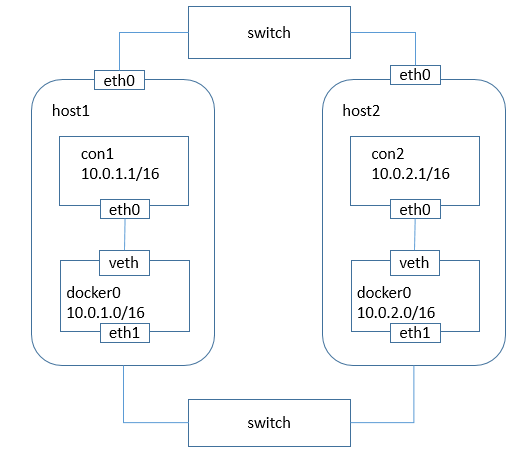 switch
eth0
eth0
host1
host2
con1
10.0.1.1/16
con2
10.0.2.1/16
eth0
eth0
veth
veth
docker0
10.0.1.0/16
docker0
10.0.2.0/16
eth1
eth1
switch